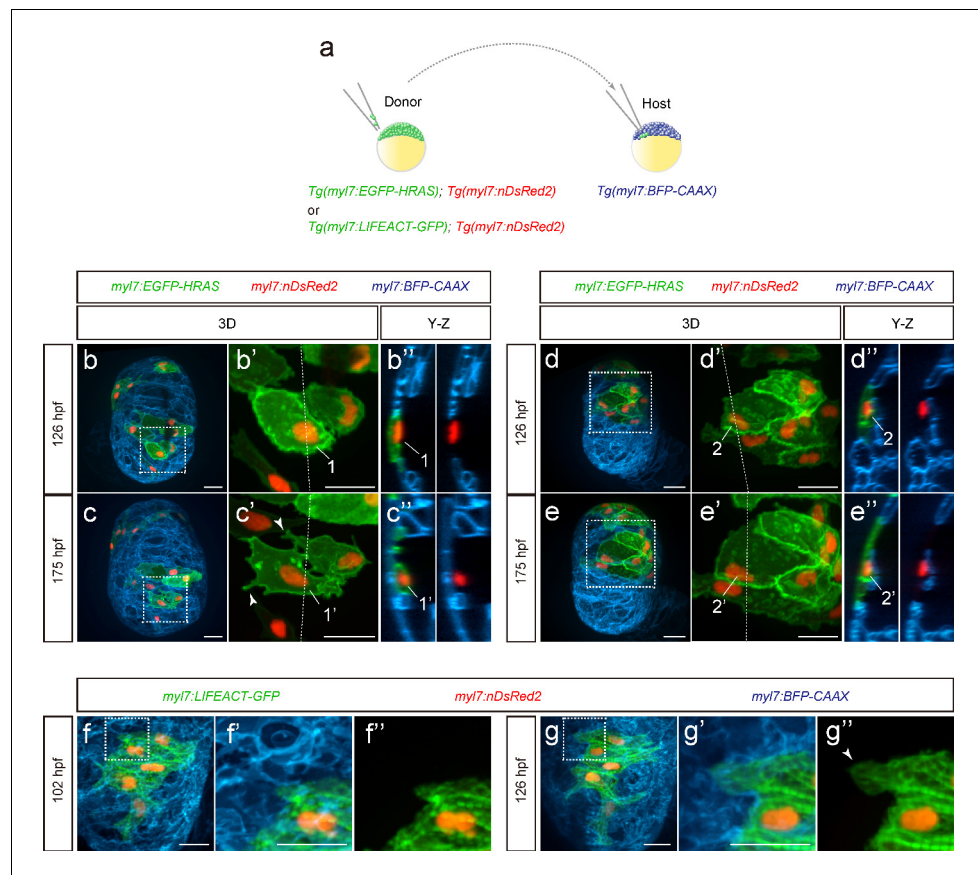 a
Donor
Host
Tg(myl7:EGFP-HRAS); Tg(myl7:nDsRed2)
Tg(myl7:BFP-CAAX)
or
Tg(myl7:LIFEACT-GFP); Tg(myl7:nDsRed2)
myl7:EGFP-HRAS myl7:nDsRed2 myl7:BFP-CAAX
3D Y-Z
126 hpf
b b' b''
1 1
175 hpf
c c' c''
1' 1'
myl7:EGFP-HRAS myl7:nDsRed2 myl7:BFP-CAAX
3D Y-Z
126 hpf
d d' d''
2 2
175 hpf
e e' e''
2' 2'
myl7:LIFEACT-GFP myl7:nDsRed2 myl7:BFP-CAAX
102 hpf
f f' f''
126 hpf
g g' g''